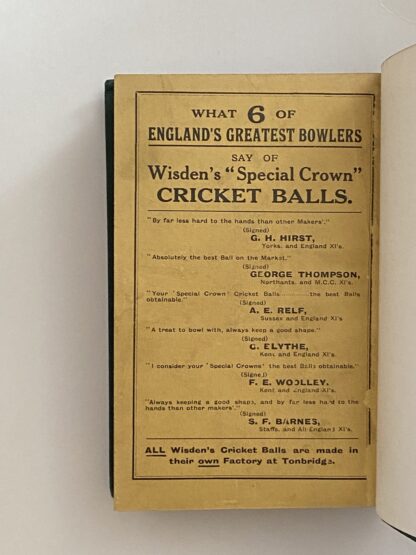 WHAT 6 OF
ENGLAND'S GREATEST BOWLERS
SAY OF
Wisden's "Special Crown"
CRICKET BALLS.
"By far less hard to the hands than other Makers'."
(Signed)
G. H. HIRST,
Yorks. and England XI's.
"Absolutely the best Ball on the Market."
(Signed)
GEORGE THOMPSON,
Northants. and M.C.C. XI's.
"Your 'Special Crown' Cricket Balls............the best Balls
obtainable."
(Signed)
A. E. RELF,
Sussex and England XI's
"A treat to bowl with, always keep a good shape."
(Signed)
C. BLYTHE,
Kent and England XI's.
"I consider your 'Special Crowns' the best Balls obtainable."
(Signed)
F. E. WOOLLEY,
Kent and England XI's.
"Always keeping a good shape, and by far less hard to the
hands than other makers'."
(Signed)
S. F. BARNES,
Staffs. and All England XI's.
ALL Wisden's Cricket Balls are made in
their own Factory at Tonbridge.